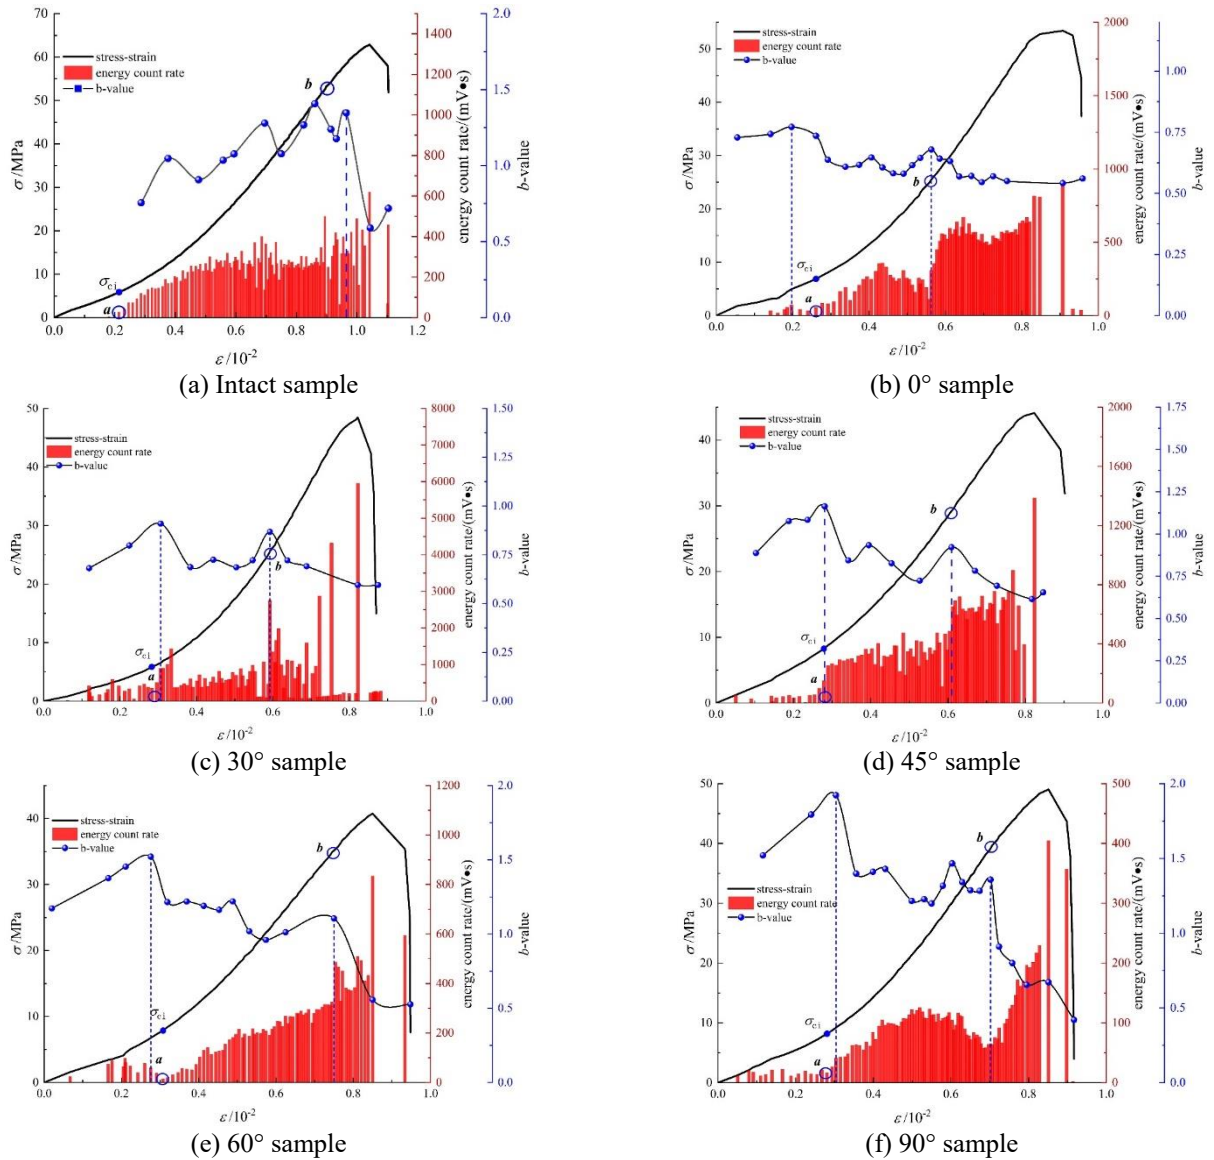 70
60
50
40
30
20
10
0
σ/MPa
stress-strain
energy count rate
b-value
b
σci
a
0.0 0.2 0.4 0.6 0.8 1.0 1.2
ε/10-2
1500
1400
1200
1000
800
600
400
200
0
energy count rate/(mV•s)
2.0
1.5
1.0
0.5
0.0
b-value
(a) Intact sample
55
45
35
25
15
5
σ/MPa
stress-strain
energy count rate
b-value
b
σci
a
0.0 0.2 0.4 0.6 0.8 1.0
ε/10-2
2000
1500
1000
500
0
energy count rate/(mV•s)
1.00
0.75
0.50
0.25
0.00
b-value
(b) 0° sample
50
40
30
20
10
0
σ/MPa
stress-strain
energy count rate
b-value
b
σci
a
0.0 0.2 0.4 0.6 0.8 1.0
ε/10-2
8000
7000
6000
5000
4000
3000
2000
1000
0
energy count rate/(mV•s)
1.50
1.25
1.00
0.75
0.50
0.25
0.00
b-value
(c) 30° sample
40
30
20
10
0
σ/MPa
stress-strain
energy count rate
b-value
b
σci
a
0.0 0.2 0.4 0.6 0.8 1.0
ε/10-2
2000
1600
1200
800
400
0
energy count rate/(mV•s)
1.75
1.50
1.25
1.00
0.75
0.50
0.25
0.00
b-value
(d) 45° sample
40
30
20
10
0
σ/MPa
stress-strain
energy count rate
b-value
b
σci
a
0.0 0.2 0.4 0.6 0.8 1.0
ε/10-2
1200
1000
800
600
400
200
0
energy count rate/(mV•s)
2.0
1.5
1.0
0.5
0.0
b-value
(e) 60° sample
50
40
30
20
10
0
σ/MPa
stress-strain
energy count rate
b-value
b
σci
a
0.0 0.2 0.4 0.6 0.8 1.0
ε/10-2
500
400
300
200
100
0
energy count rate/(mV•s)
2.0
1.5
1.0
0.5
0.0
b-value
(f) 90° sample